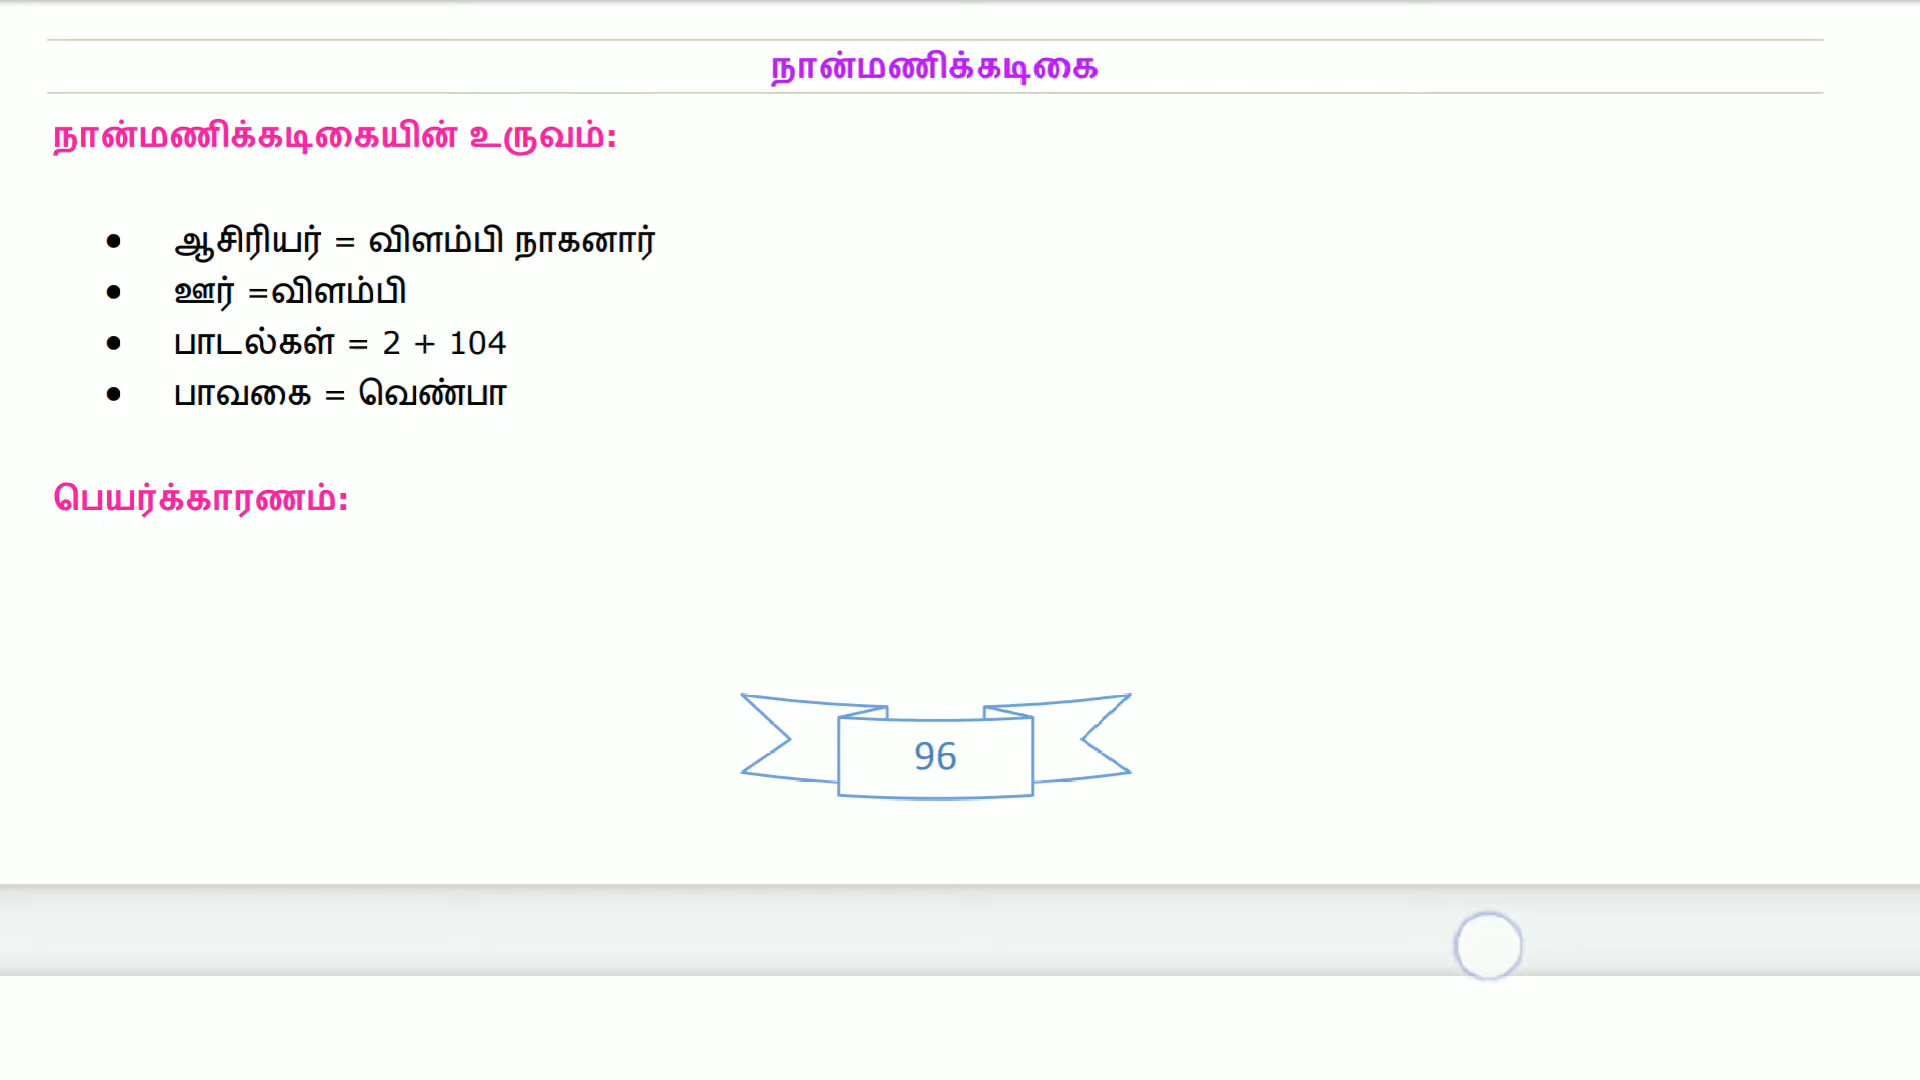 நான்மணிக்கடிகை
நான்மணிக்கடிகையின் உருவம்:
• ஆசிரியர் = விளம்பி நாகனார்
• ஊர் =விளம்பி
• பாடல்கள் = 2 + 104
• பாவகை = வெண்பா
பெயர்க்காரணம்:
96